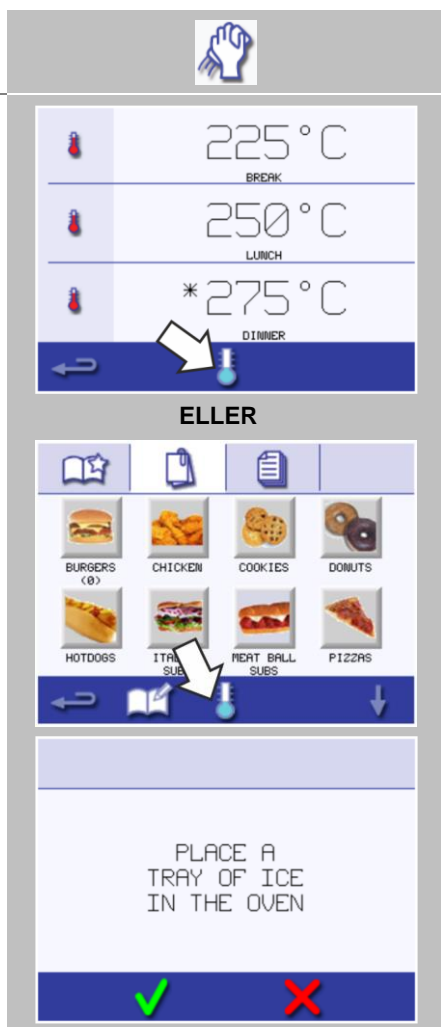 225°C
BREAK
250°C
LUNCH
*275°C
DINNER
ELLER
BURGERS
(0)
CHICKEN
COOKIES
DONUTS
HOTDOGS
MEAT BALL
SUBS
PIZZAS
PLACE A
TRAY OF ICE
IN THE OVEN